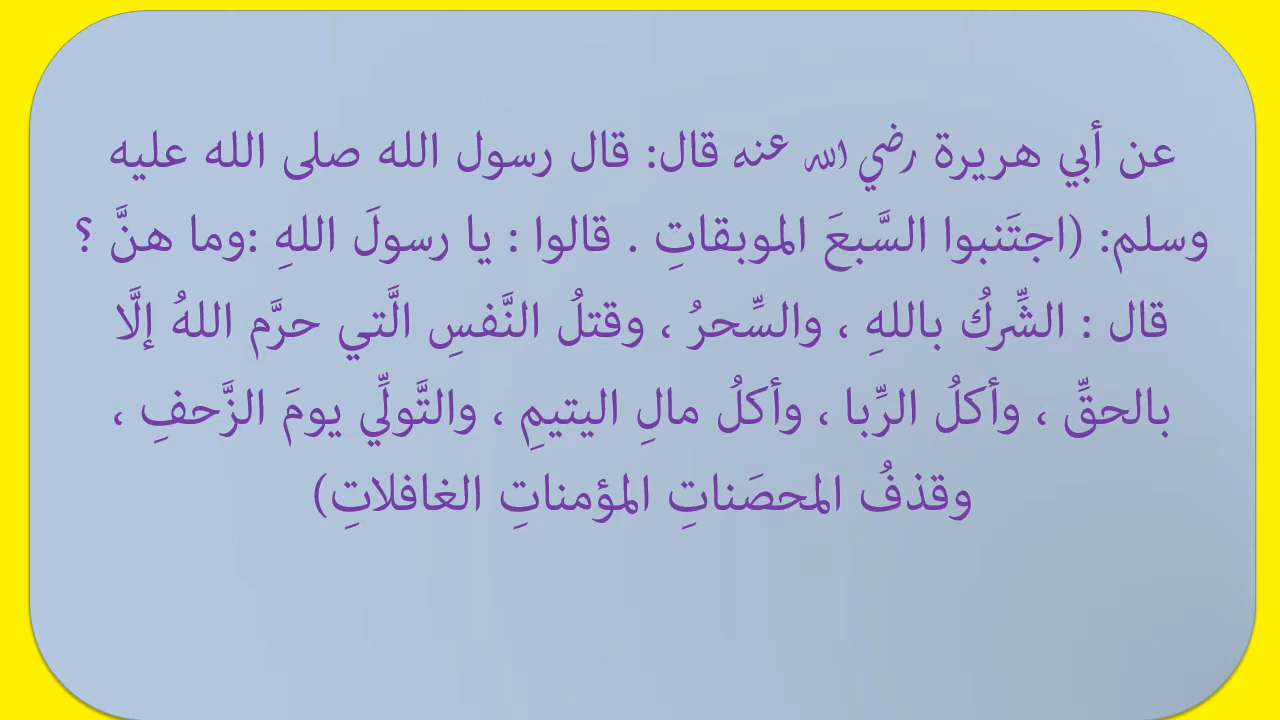 عن أبي هريرة رضي الله عنه قال: قال رسول الله صلى الله عليه
وسلم: (اجتَنبوا السَّبعَ الموبقاتِ . قالوا : يا رسولَ اللهِ :وما هنَّ ؟
قال : الشِّركُ باللهِ ، والسِّحرُ ، وقتلُ النَّفسِ الَّتي حرَّم اللهُ إلَّا
بالحقِّ ، وأكلُ الرِّبا ، وأكلُ مالِ اليتيمِ ، والتَّولِّي يومَ الزَّحفِ ،
وقذفُ المحصَناتِ المؤمناتِ الغافلاتِ)